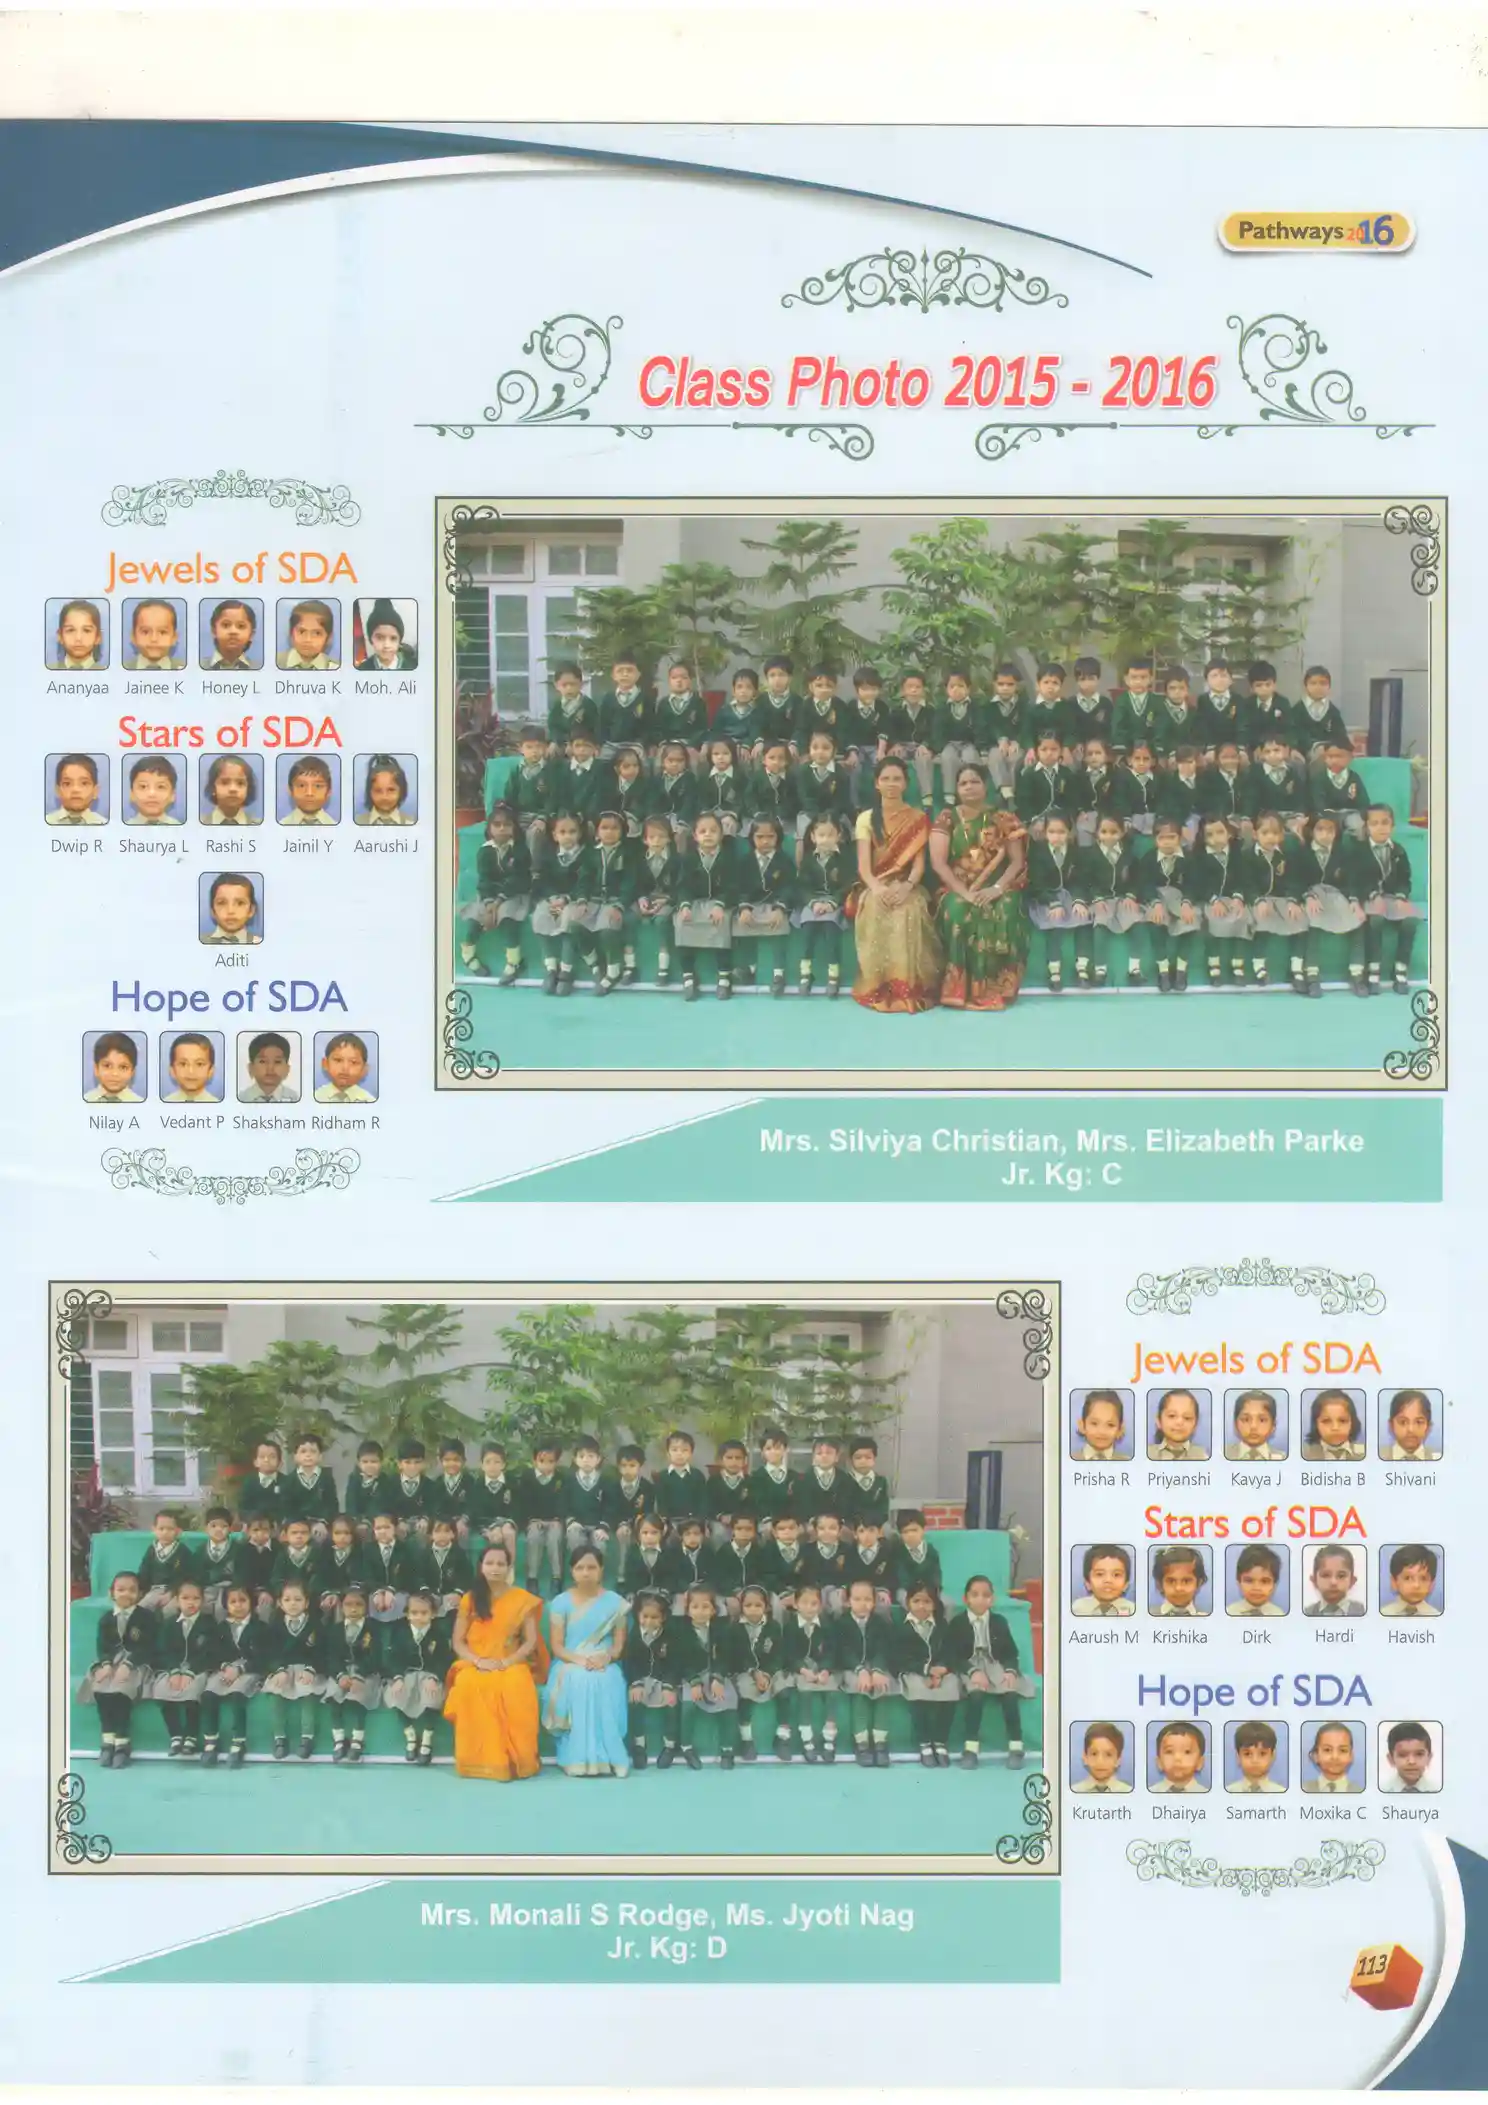 Pathways 2016
Class Photo 2015 - 2016
Jewels of SDA
Ananyaa Jainee K Honey L Dhruva K Moh. Ali
Stars of SDA
Dwip R Shaurya L Rashi S Jainil Y Aarushi J
Aditi
Hope of SDA
Nilay A Vedant P Shaksham Ridham R
Mrs. Silviya Christian, Mrs. Elizabeth Parke
Jr. Kg: C
Jewels of SDA
Prisha R Priyanshi Kavya J Bidisha B Shivani
Stars of SDA
Aarush M Krishika Dirk Hardi Havish
Hope of SDA
Krutarth Dhairya Samarth Moxika C Shaurya
Mrs. Monali S Rodge, Ms. Jyoti Nag
Jr. Kg: D
113